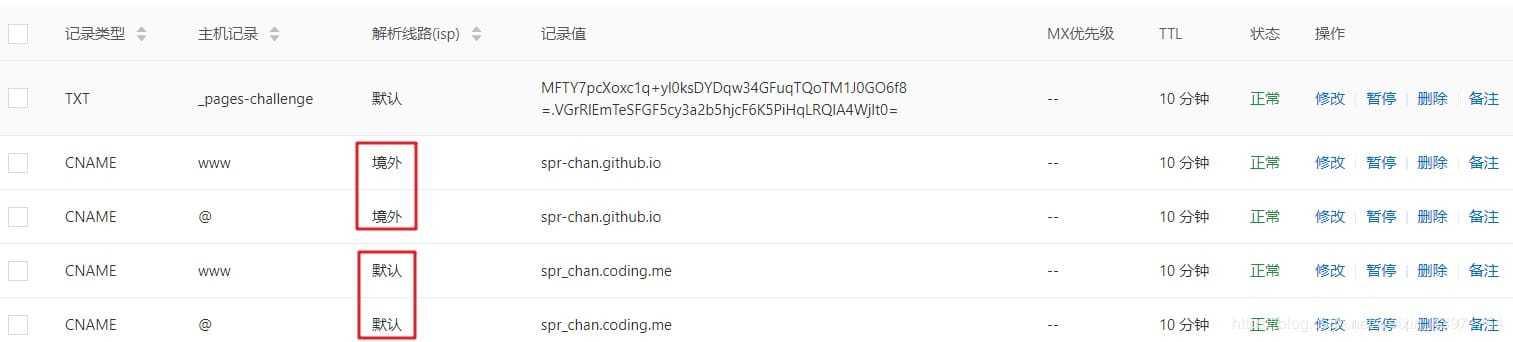 记录类型 主机记录 解析线路(isp) 记录值 MX优先级 TTL 状态 操作
TXT _pages-challenge 默认 MFTY7pcXoxc1q+yl0ksDYDqw34GFuqTQoTM1J0GO6f8 -- 10 分钟 正常 修改 暂停 删除 备注
=.VGrRIEmTeSFGF5cy3a2b5hjcF6K5PiHqLRQIA4WjIt0=
CNAME www 境外 spr-chan.github.io -- 10 分钟 正常 修改 暂停 删除 备注
CNAME @ 境外 spr-chan.github.io -- 10 分钟 正常 修改 暂停 删除 备注
CNAME www 默认 spr_chan.coding.me -- 10 分钟 正常 修改 暂停 删除 备注
CNAME @ 默认 spr_chan.coding.me -- 10 分钟 正常 修改 暂停 删除 备注